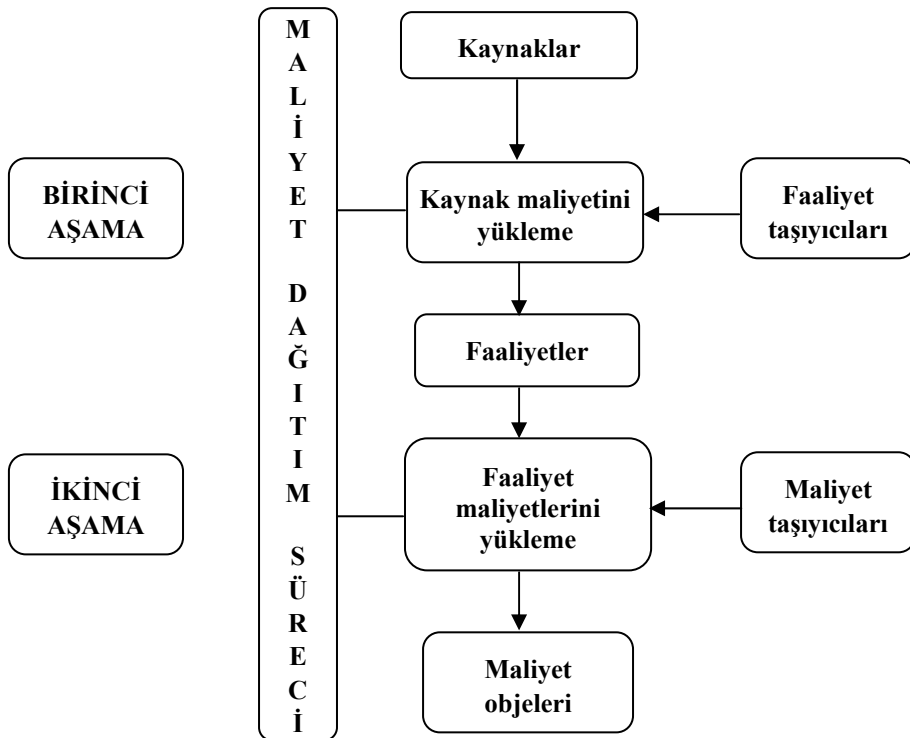 MALİYET DAĞITIM SÜRECİ
Kaynaklar
BİRİNCİ
AŞAMA
Kaynak maliyetini
yükleme
Faaliyet
taşıyıcıları
Faaliyetler
İKİNCİ
AŞAMA
Faaliyet
maliyetlerini
yükleme
Maliyet
taşıyıcıları
Maliyet
objeleri